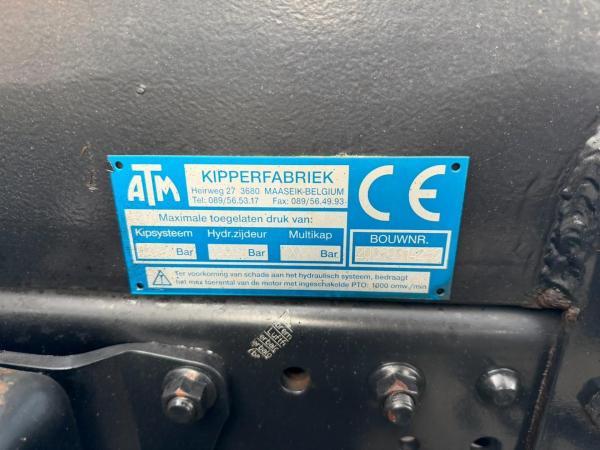 ATM
KIPPERFABRIEK
Heirweg 27 3680 MAASEIK-BELGIUM
Tel: 089/56.53.17 Fax: 089/56.49.93
CE
Maximale toegelaten druk van:
Kipsysteem Hydr.zijdeur Multikap
Bar Bar Bar
BOUWNR.
Ter voorkoming van schade aan het hydraulisch systeem, bedraagt
het max toerental van de motor met ingeschakelde PTO: 1000 omw./min